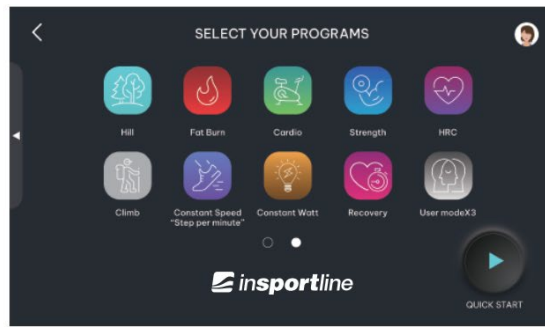 SELECT YOUR PROGRAMS
Hill
Fat Burn
Cardio
Strength
HRC
Climb
Constant Speed
"Step per minute"
Constant Watt
Recovery
User modeX3
insportline
QUICK START